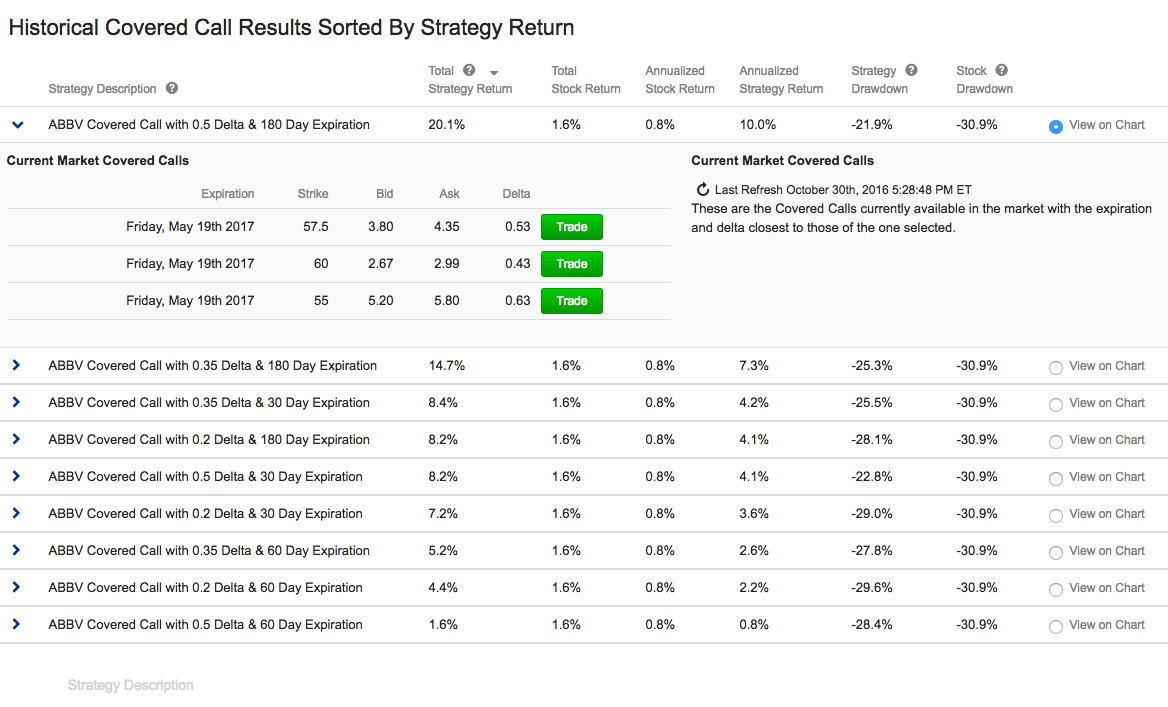 Historical Covered Call Results Sorted By Strategy Return
Strategy Description ? Total ? Strategy Return Total Stock Return Annualized Stock Return Annualized Strategy Return Strategy ? Drawdown Stock ? Drawdown
ABBV Covered Call with 0.5 Delta & 180 Day Expiration 20.1% 1.6% 0.8% 10.0% -21.9% -30.9% View on Chart
Current Market Covered Calls
Expiration Strike Bid Ask Delta
Friday, May 19th 2017 57.5 3.80 4.35 0.53 Trade
Friday, May 19th 2017 60 2.67 2.99 0.43 Trade
Friday, May 19th 2017 55 5.20 5.80 0.63 Trade
Current Market Covered Calls
Last Refresh October 30th, 2016 5:28:48 PM ET
These are the Covered Calls currently available in the market with the expiration
and delta closest to those of the one selected.
ABBV Covered Call with 0.35 Delta & 180 Day Expiration 14.7% 1.6% 0.8% 7.3% -25.3% -30.9% View on Chart
ABBV Covered Call with 0.35 Delta & 30 Day Expiration 8.4% 1.6% 0.8% 4.2% -25.5% -30.9% View on Chart
ABBV Covered Call with 0.2 Delta & 180 Day Expiration 8.2% 1.6% 0.8% 4.1% -28.1% -30.9% View on Chart
ABBV Covered Call with 0.5 Delta & 30 Day Expiration 8.2% 1.6% 0.8% 4.1% -22.8% -30.9% View on Chart
ABBV Covered Call with 0.2 Delta & 30 Day Expiration 7.2% 1.6% 0.8% 3.6% -29.0% -30.9% View on Chart
ABBV Covered Call with 0.35 Delta & 60 Day Expiration 5.2% 1.6% 0.8% 2.6% -27.8% -30.9% View on Chart
ABBV Covered Call with 0.2 Delta & 60 Day Expiration 4.4% 1.6% 0.8% 2.2% -29.6% -30.9% View on Chart
ABBV Covered Call with 0.5 Delta & 60 Day Expiration 1.6% 1.6% 0.8% 0.8% -28.4% -30.9% View on Chart
Strategy Description